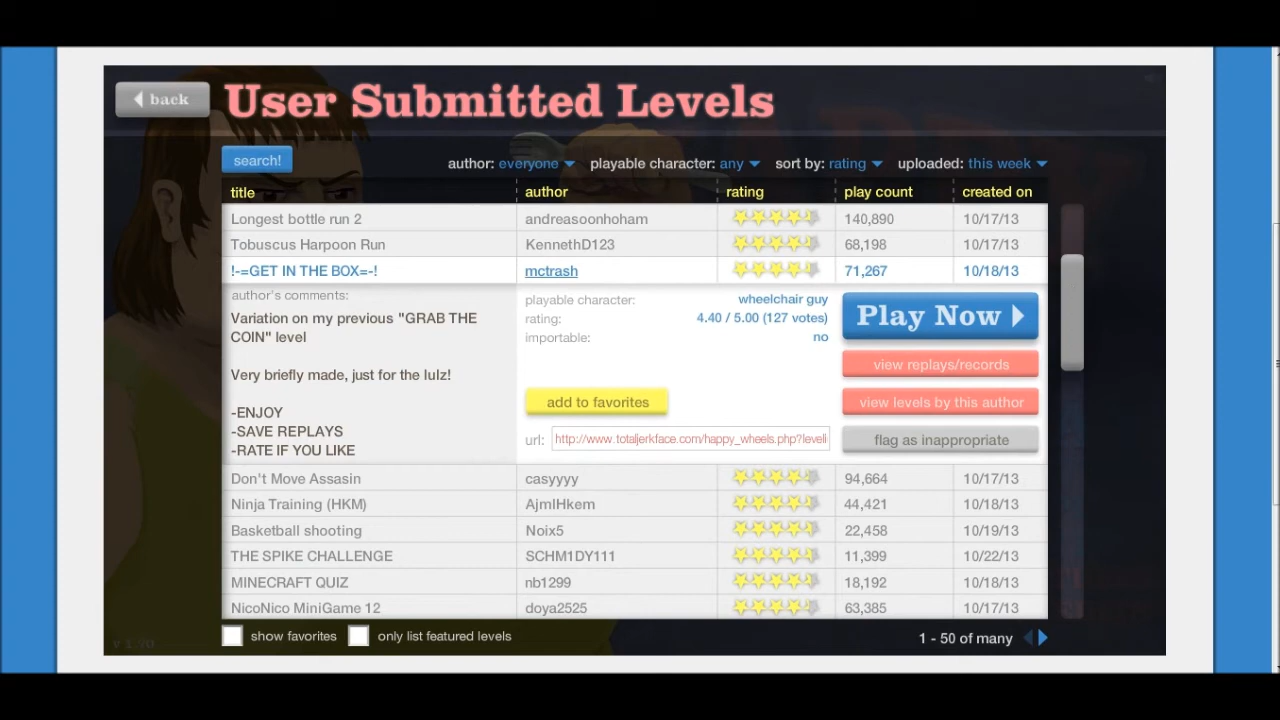 back
User Submitted Levels
search!
author: everyone playable character: any sort by: rating uploaded: this week
title author rating play count created on
Longest bottle run 2 andreasoonhoham 140,890 10/17/13
Tobuscus Harpoon Run KennethD123 68,198 10/17/13
!-=GET IN THE BOX=-! mctrash 71,267 10/18/13
author's comments:
Variation on my previous "GRAB THE
COIN" level
Very briefly made, just for the lulz!
-ENJOY
-SAVE REPLAYS
-RATE IF YOU LIKE
playable character: wheelchair guy
rating: 4.40 / 5.00 (127 votes)
importable: no
add to favorites
url: http://www.totaljerkface.com/happy_wheels.php?leveli
Play Now
view replays/records
view levels by this author
flag as inappropriate
Don't Move Assasin casyyyy 94,664 10/17/13
Ninja Training (HKM) AjmlHkem 44,421 10/18/13
Basketball shooting Noix5 22,458 10/19/13
THE SPIKE CHALLENGE SCHM1DY111 11,399 10/22/13
MINECRAFT QUIZ nb1299 18,192 10/18/13
NicoNico MiniGame 12 doya2525 63,385 10/17/13
show favorites only list featured levels 1 - 50 of many